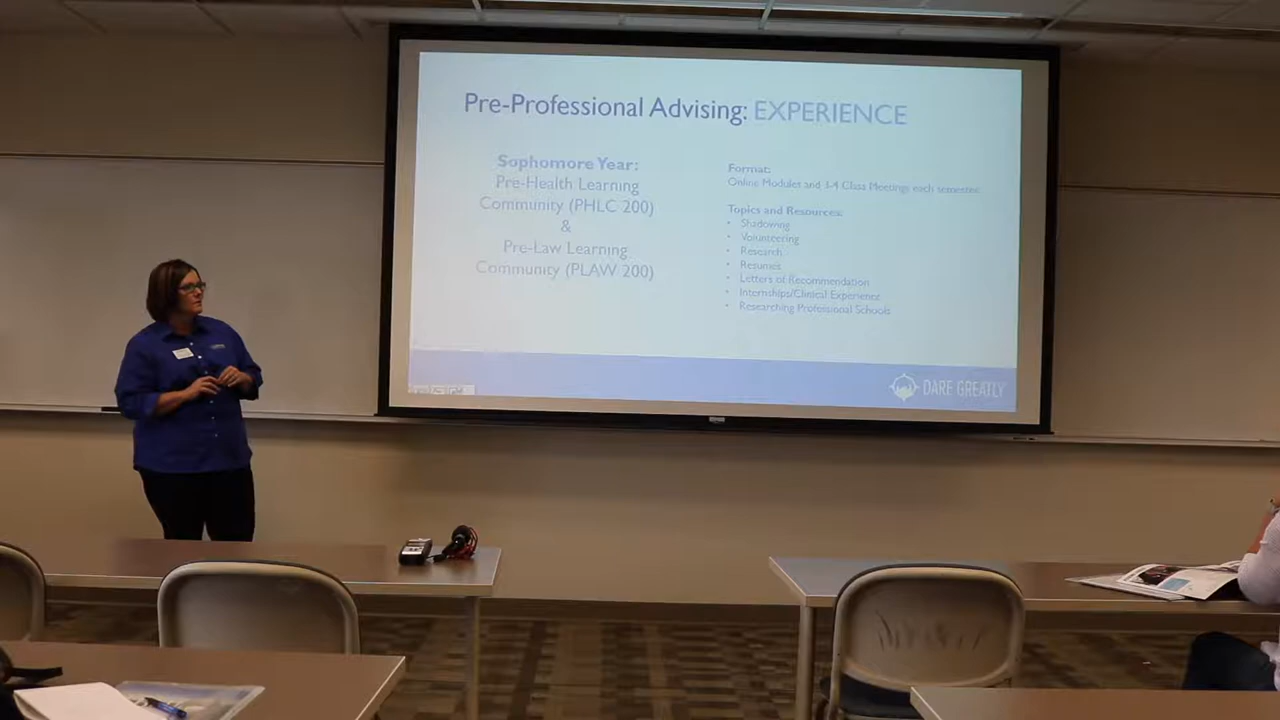 Pre-Professional Advising: EXPERIENCE
Sophomore Year:
Pre-Health Learning
Community (PHLC 200)
&
Pre-Law Learning
Community (PLAW 200)
Format:
Online Modules and 3-4 Class Meetings each semester
Topics and Resources:
• Shadowing
• Volunteering
• Research
• Resumes
• Letters of Recommendation
• Internships/Clinical Experience
• Researching Professional Schools
DARE GREATLY